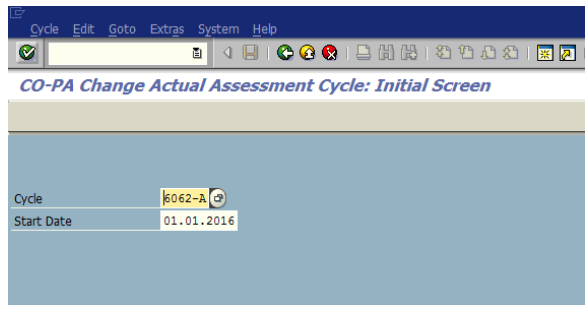 Cycle Edit Goto Extras System Help
CO-PA Change Actual Assessment Cycle: Initial Screen
Cycle 6062-A
Start Date 01.01.2016